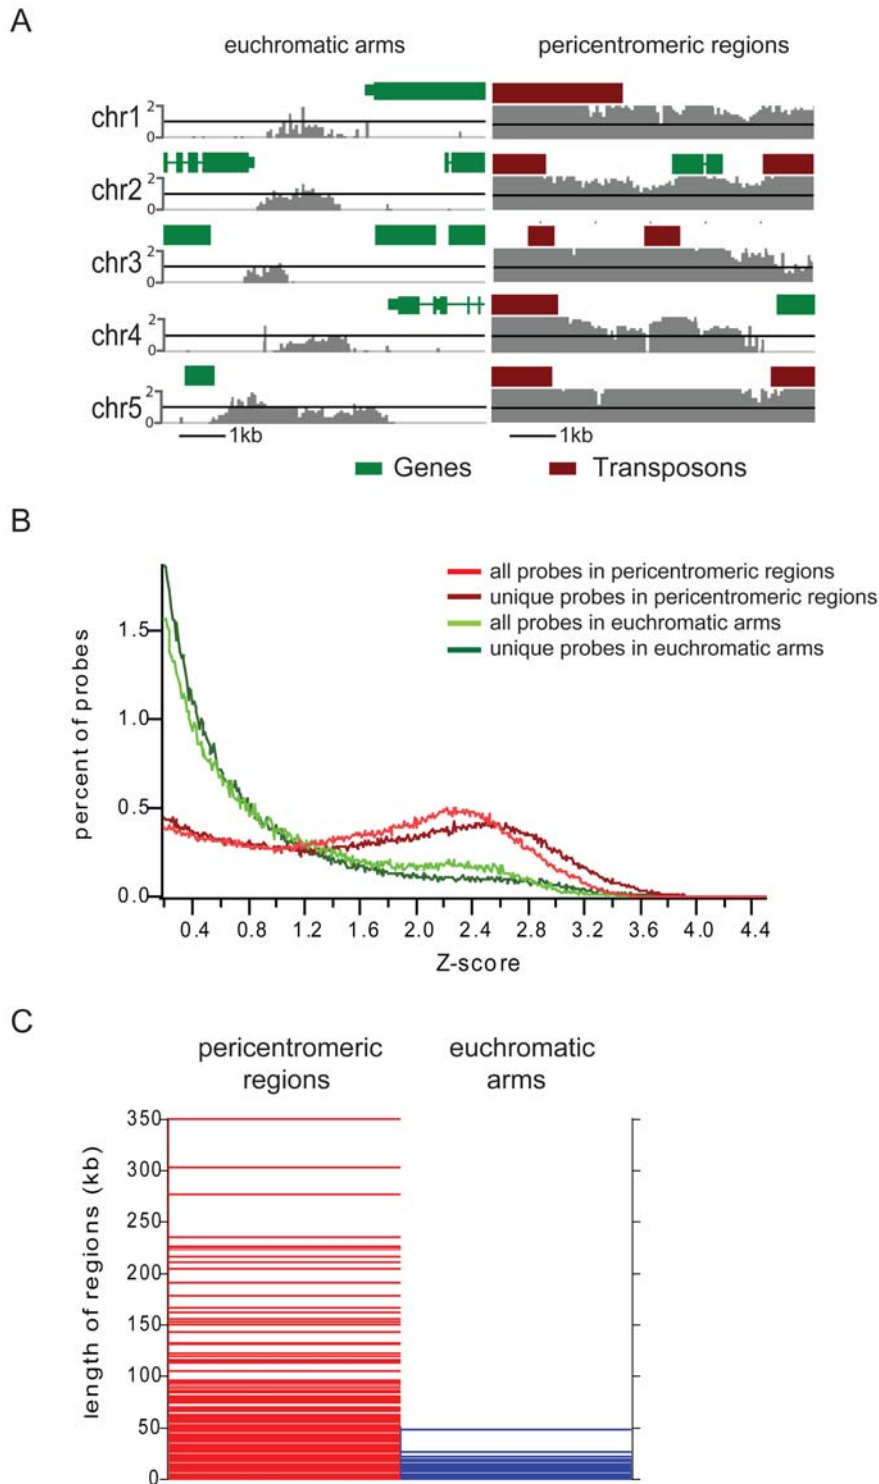 A
euchromatic arms
pericentromeric regions
chr1
2
0
chr2
2
0
chr3
2
0
chr4
2
0
chr5
2
0
1kb
1kb
Genes
Transposons
B
all probes in pericentromeric regions
unique probes in pericentromeric regions
all probes in euchromatic arms
unique probes in euchromatic arms
percent of probes
1.5
1.0
0.5
0.0
0.4 0.8 1.2 1.6 2.0 2.4 2.8 3.2 3.6 4.0 4.4
Z-score
C
pericentromeric
regions
euchromatic
arms
length of regions (kb)
350
300
250
200
150
100
50
0